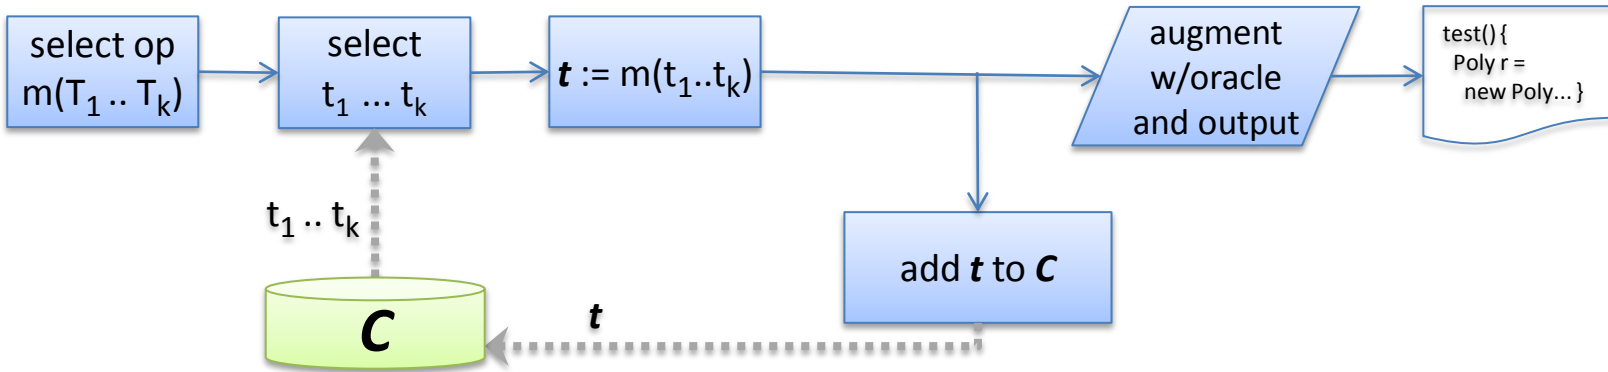 select op
m(T₁ .. Tₖ)
select
t₁ ... tₖ
t := m(t₁..tₖ)
augment
w/oracle
and output
test() {
Poly r =
new Poly... }
t₁ .. tₖ
add t to C
C
t